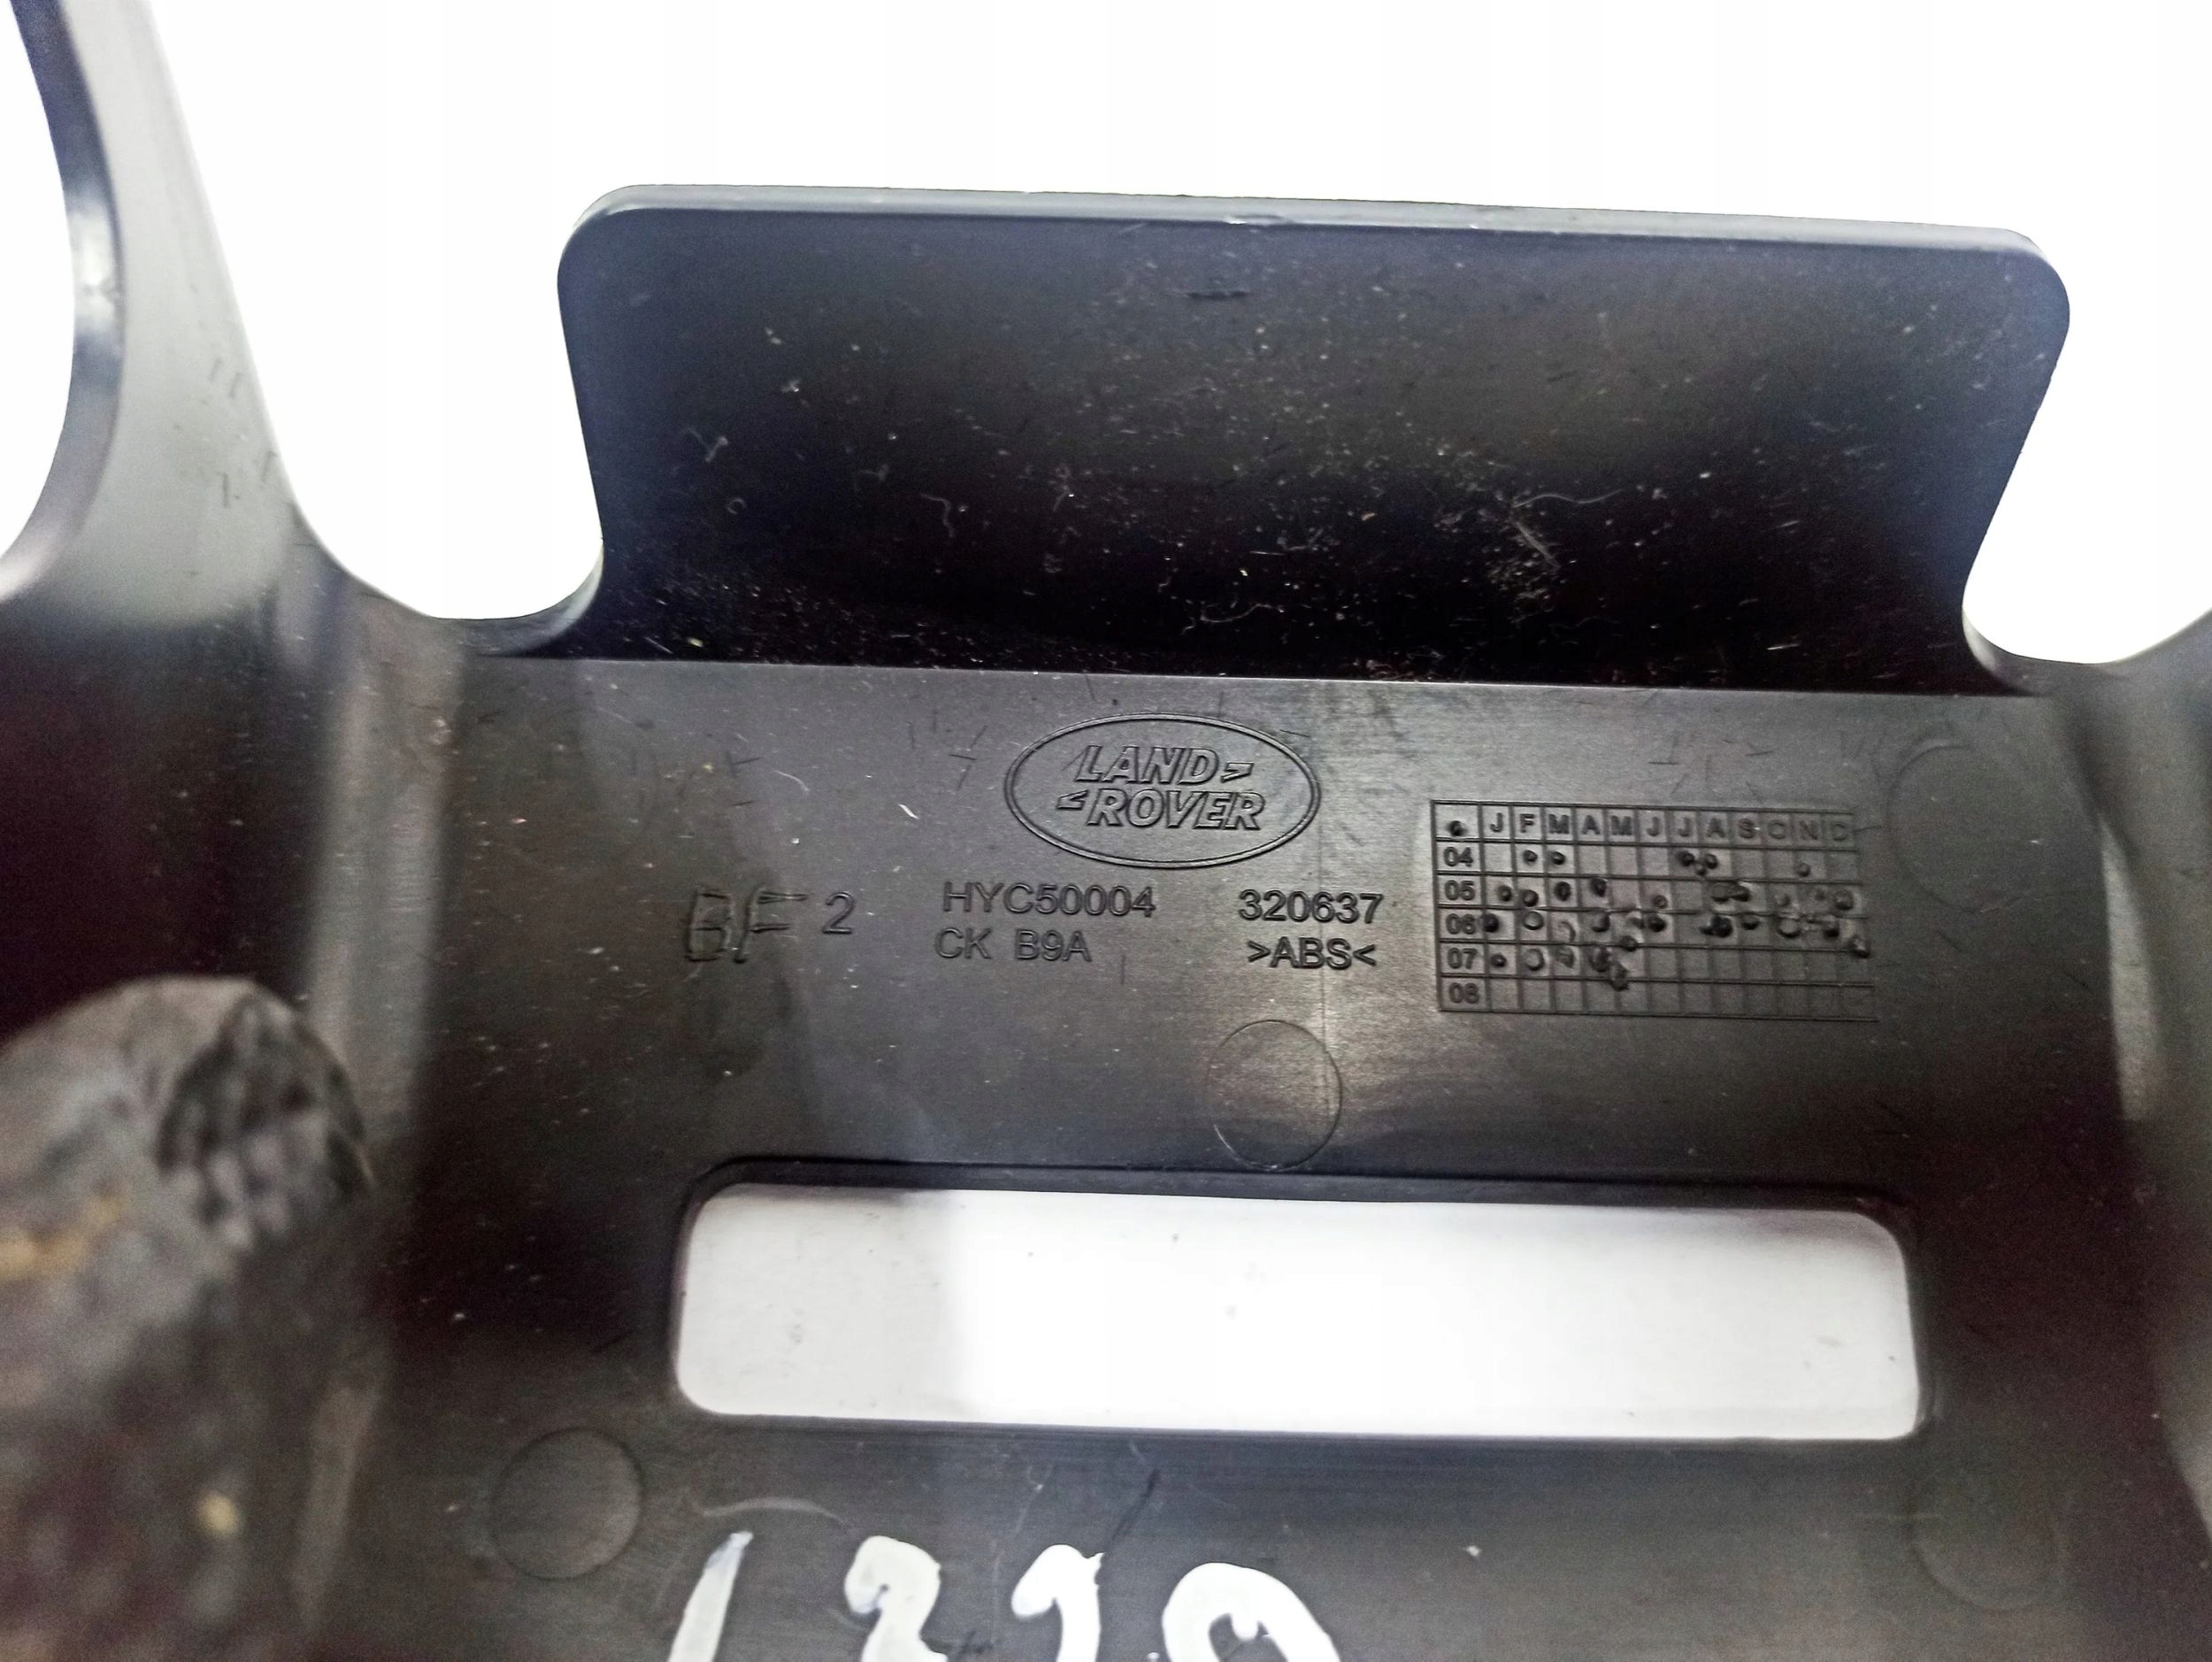 LAND
ROVER
BF 2 HYC50004 320637
CK B9A >ABS<
J F M A M J J A S O N D
04
05
06
07
08